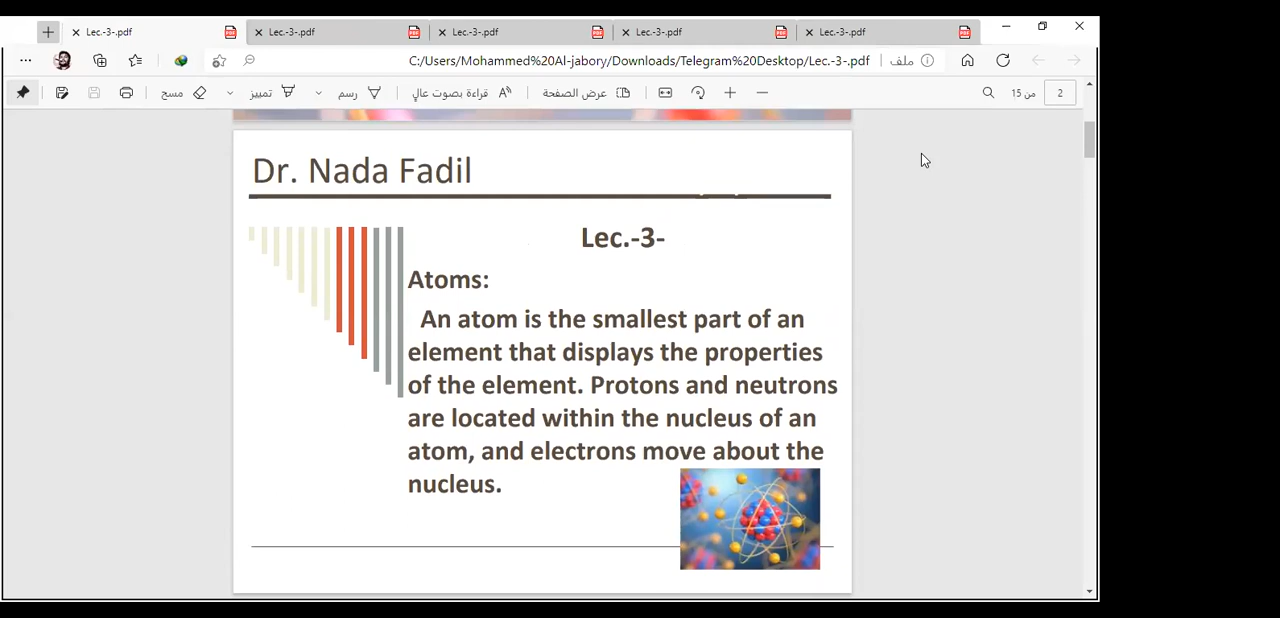 Lec.-3-.pdf
Lec.-3-.pdf
Lec.-3-.pdf
Lec.-3-.pdf
Lec.-3-.pdf
C:/Users/Mohammed%20Al-jabory/Downloads/Telegram%20Desktop/Lec.-3-.pdf
ملف
مسح
تمييز
رسم
قراءة بصوت عالٍ
عرض الصفحة
من 15
2
Dr. Nada Fadil
Lec.-3-
Atoms:
An atom is the smallest part of an
element that displays the properties
of the element. Protons and neutrons
are located within the nucleus of an
atom, and electrons move about the
nucleus.